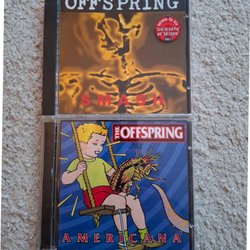 OFFSPRING
SMASH
THE OFFSPRING
AMERICANA